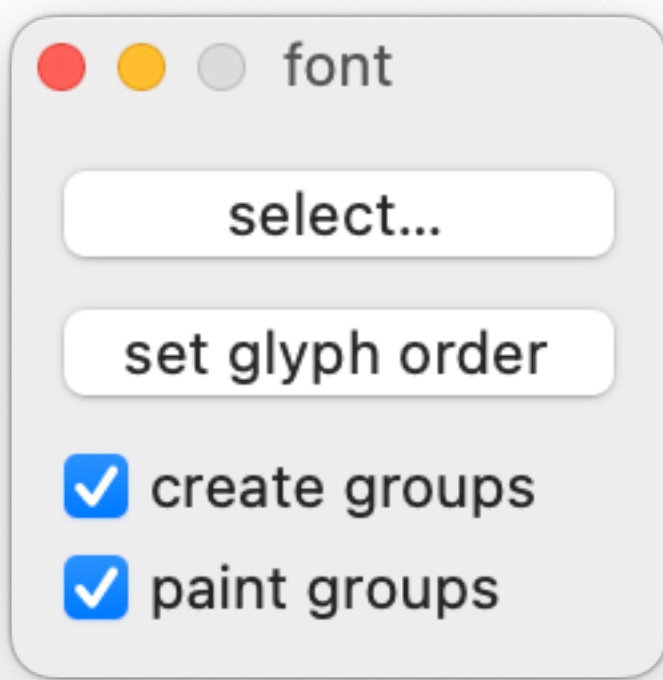 font
select...
set glyph order
create groups
paint groups